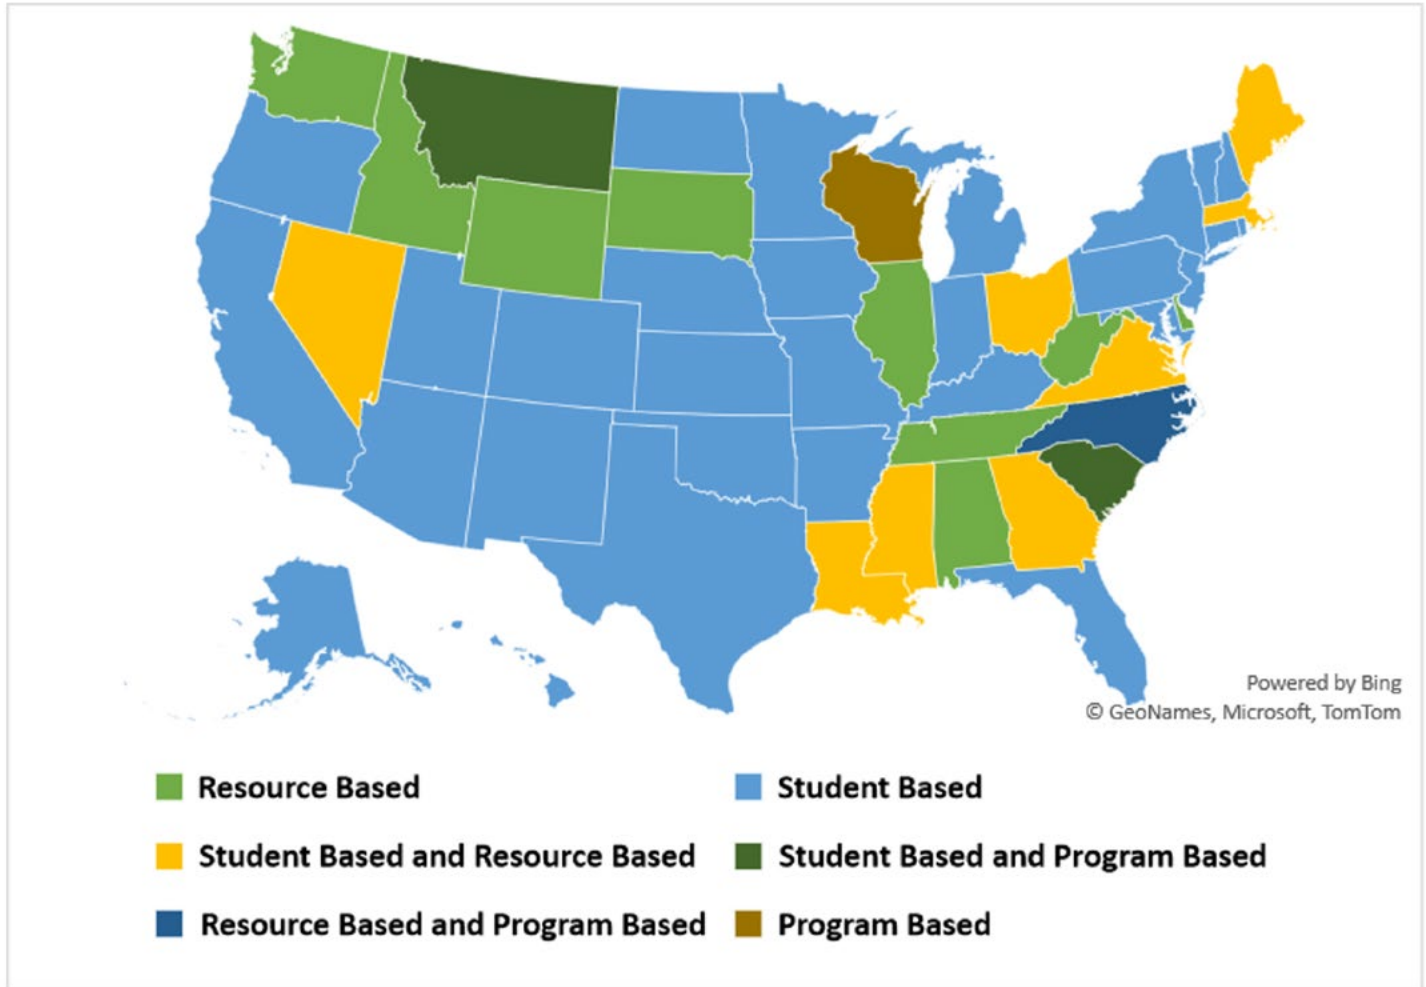 Powered by Bing
© GeoNames, Microsoft, TomTom
Resource Based
Student Based
Student Based and Resource Based
Student Based and Program Based
Resource Based and Program Based
Program Based